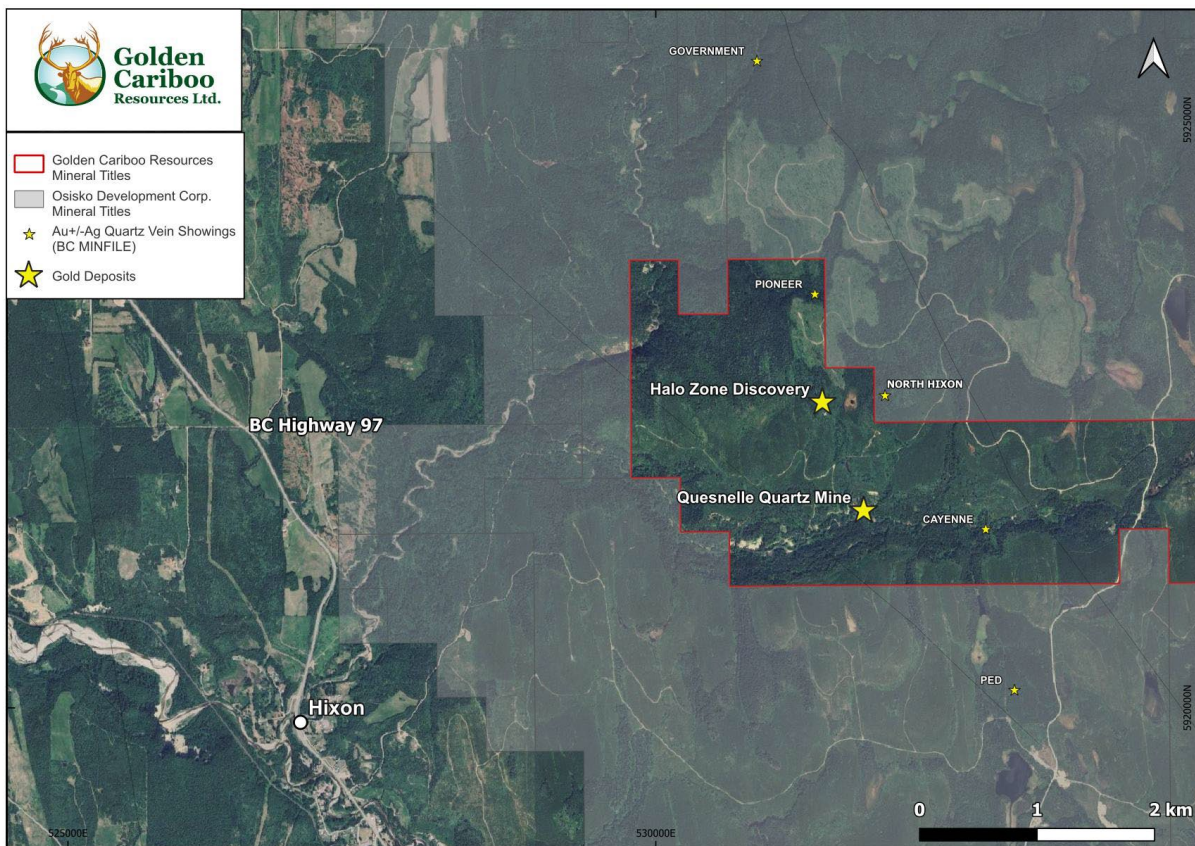 Golden
Cariboo
Resources Ltd.
Golden Cariboo Resources
Mineral Titles
Osisko Development Corp.
Mineral Titles
Au+/-Ag Quartz Vein Showings
(BC MINFILE)
Gold Deposits
GOVERNMENT
5925000N
PIONEER
Halo Zone Discovery
NORTH HIXON
BC Highway 97
Quesnelle Quartz Mine
CAYENNE
PED
Hixon
5920000N
0 1 2 km
525000E
530000E